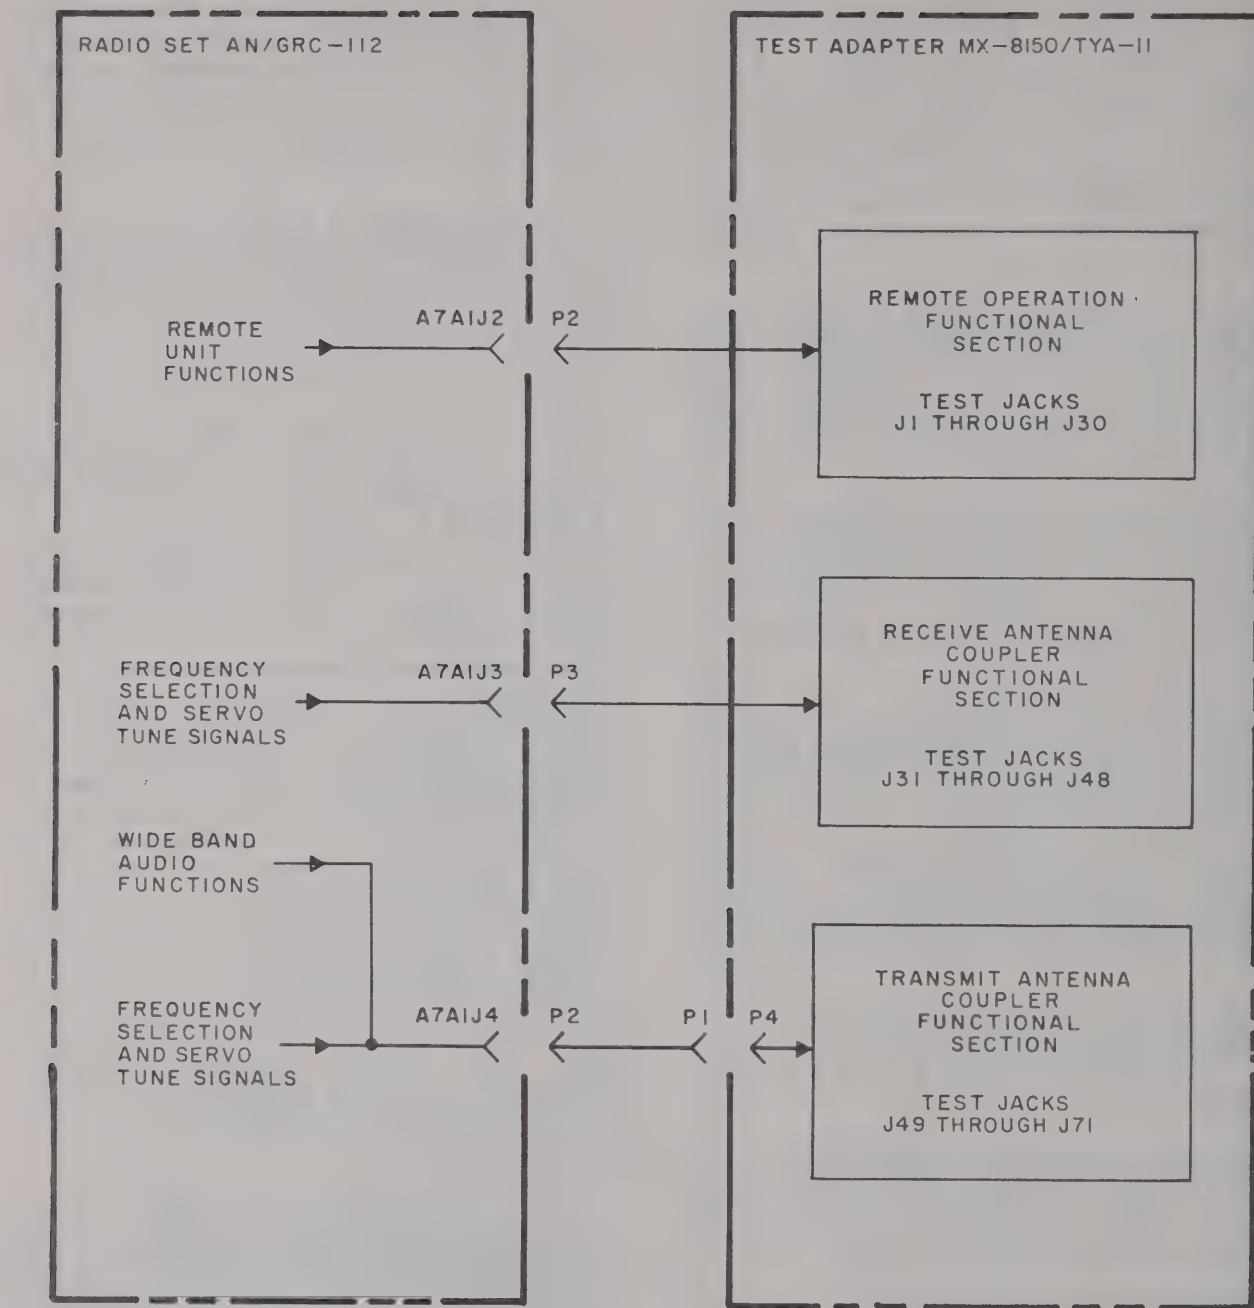 RADIO SET AN/GRC-112
TEST ADAPTER MX-8150/TYA-11
REMOTE
UNIT
FUNCTIONS
A7A1J2
P2
REMOTE OPERATION
FUNCTIONAL
SECTION
TEST JACKS
J1 THROUGH J30
FREQUENCY
SELECTION
AND SERVO
TUNE SIGNALS
A7A1J3
P3
RECEIVE ANTENNA
COUPLER
FUNCTIONAL
SECTION
TEST JACKS
J31 THROUGH J48
WIDE BAND
AUDIO
FUNCTIONS
FREQUENCY
SELECTION
AND SERVO
TUNE SIGNALS
A7A1J4
P2
P1
P4
TRANSMIT ANTENNA
COUPLER
FUNCTIONAL
SECTION
TEST JACKS
J49 THROUGH J71